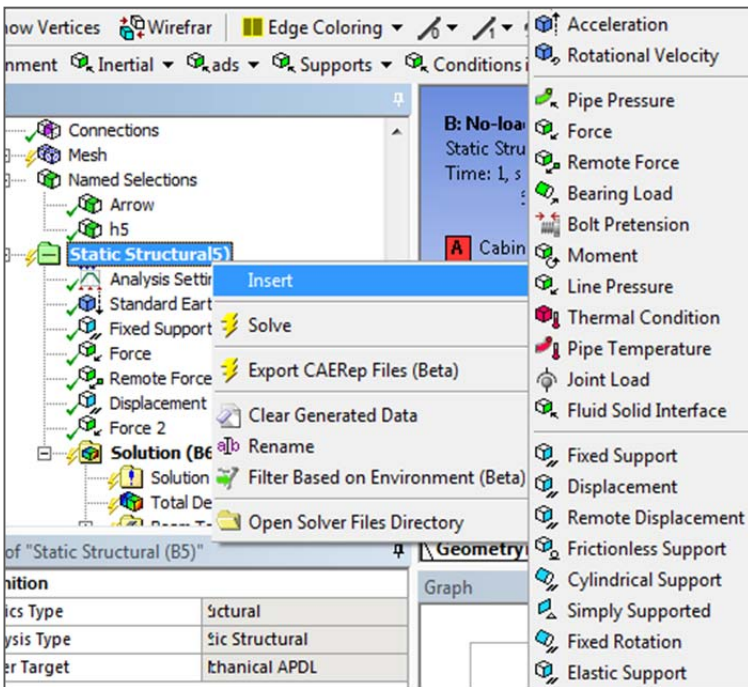 now Vertices Wirefrar Edge Coloring
nment Inertial ads Supports Conditions i
Connections
Mesh
Named Selections
Arrow
h5
Static Structural5)
Analysis Settin
Standard Eart
Fixed Support
Force
Remote Force
Displacement
Force 2
Solution (B6
Solution
Total De
B: No-loa
Static Stru
Time: 1, s
A Cabin
Insert
Solve
Export CAERep Files (Beta)
Clear Generated Data
Rename
Filter Based on Environment (Beta)
Open Solver Files Directory
Acceleration
Rotational Velocity
Pipe Pressure
Force
Remote Force
Bearing Load
Bolt Pretension
Moment
Line Pressure
Thermal Condition
Pipe Temperature
Joint Load
Fluid Solid Interface
Fixed Support
Displacement
Remote Displacement
Frictionless Support
Cylindrical Support
Simply Supported
Fixed Rotation
Elastic Support
of "Static Structural (B5)"
Geometry
Graph
nition
ics Type
ysis Type tic Structural
er Target